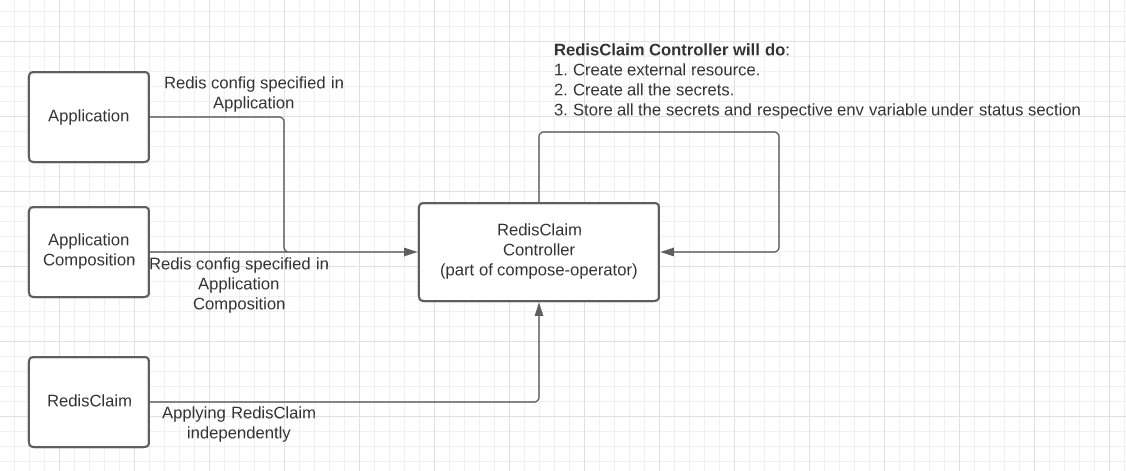 RedisClaim Controller will do:
1. Create external resource.
2. Create all the secrets.
3. Store all the secrets and respective env variable under status section
Redis config specified in
Application
Application
RedisClaim
Controller
(part of compose-operator)
Application
Composition
Redis config specified in
Application
Composition
RedisClaim
Applying RedisClaim
independently